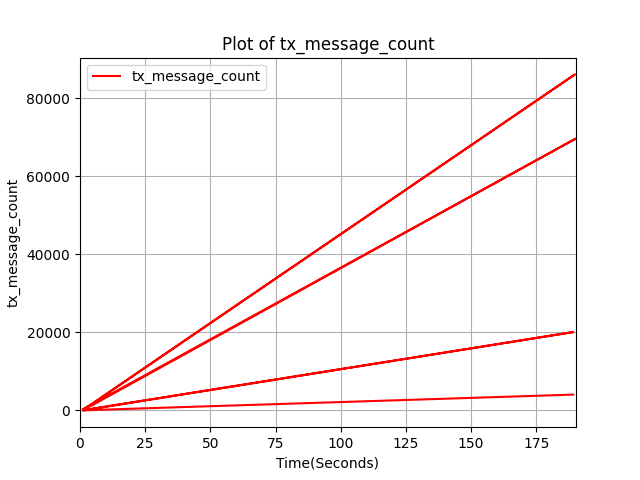 Plot of tx_message_count
tx_message_count
tx_message_count
80000
60000
40000
20000
0
0 25 50 75 100 125 150 175
Time(Seconds)